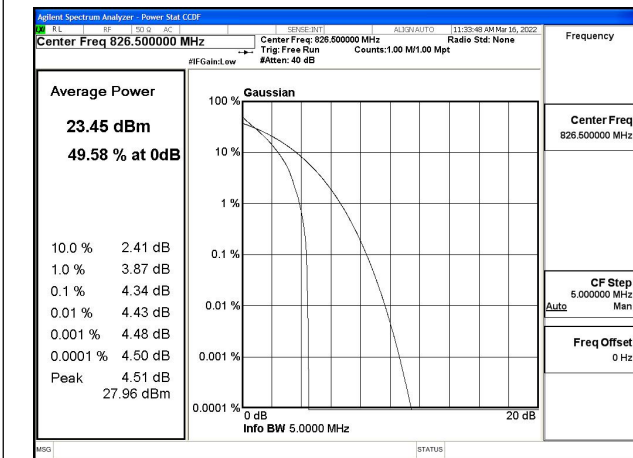 Agilent Spectrum Analyzer - Power Stat CCDF
RL RF 50 Ω AC SENSE:INT ALIGNAUTO 11:33:48 AM Mar 16, 2022
Center Freq 826.500000 MHz
Center Freq: 826.500000 MHz Radio Std: None
Trig: Free Run Counts:1.00 M/1.00 Mpt
#IFGain:Low #Atten: 40 dB
Frequency
Average Power
23.45 dBm
49.58 % at 0dB
10.0 % 2.41 dB
1.0 % 3.87 dB
0.1 % 4.34 dB
0.01 % 4.43 dB
0.001 % 4.48 dB
0.0001 % 4.50 dB
Peak 4.51 dB
27.96 dBm
Gaussian
100 %
10 %
1 %
0.1 %
0.01 %
0.001 %
0.0001 %
0 dB 20 dB
Info BW 5.0000 MHz
Center Freq
826.500000 MHz
CF Step
5.000000 MHz
Auto Man
Freq Offset
0 Hz
MSG STATUS